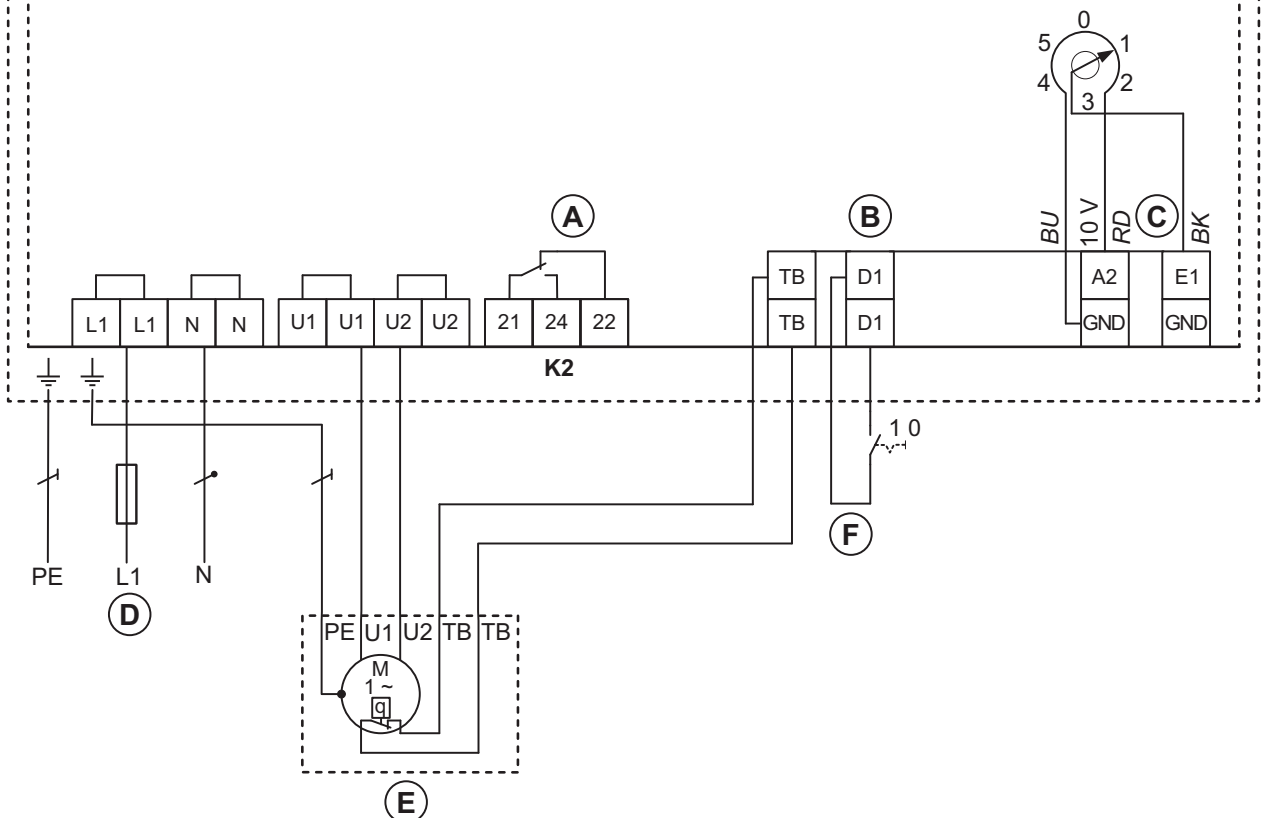 0
5 1
4 2
3
A B C
BU 10 V RD BK
TB D1 A2 E1
L1 L1 N N U1 U1 U2 U2 21 24 22 TB D1 GND GND
K2
1 0
F
PE L1 N
D
PE U1 U2 TB TB
M
1 ~
q
E